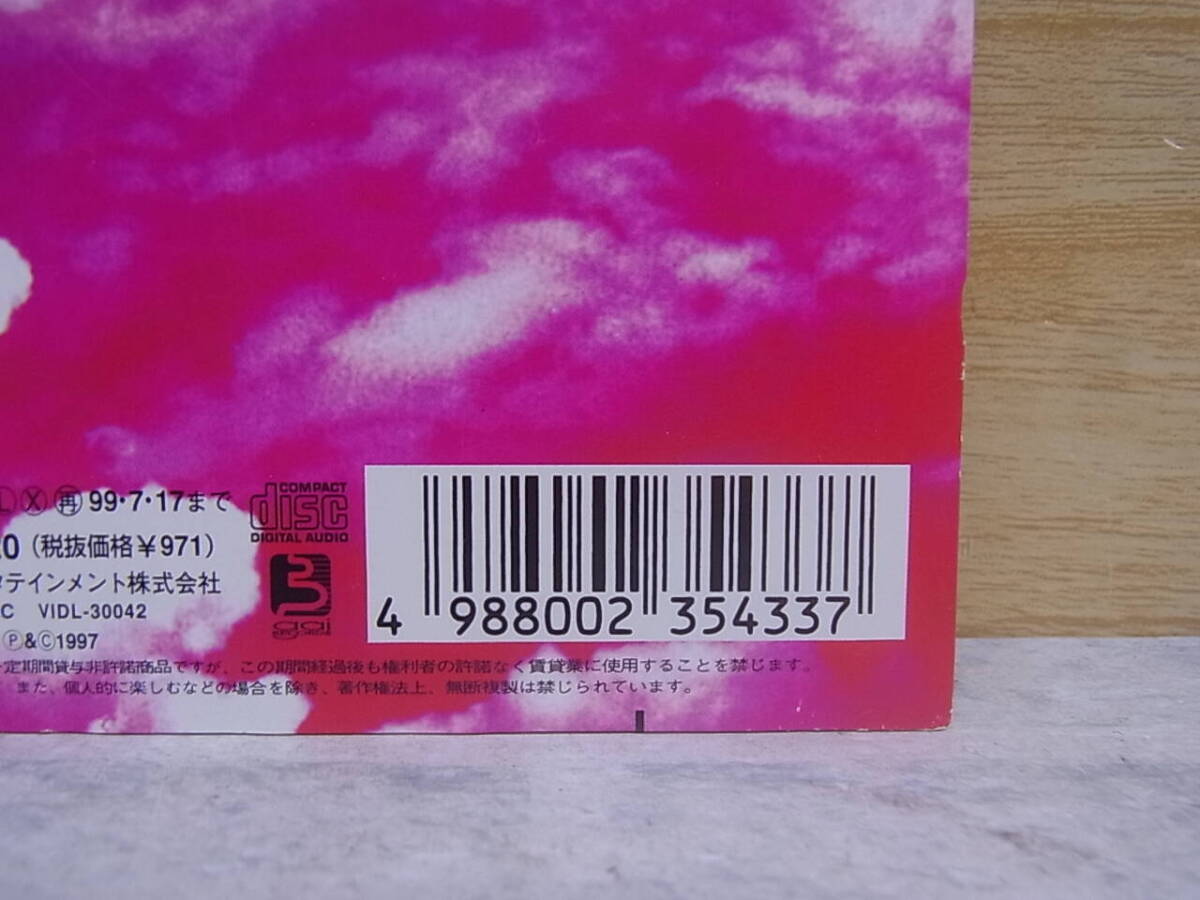 L X 再 99・7・17まで
20 (税抜価格¥971)
タテインメント株式会社
C VIDL-30042
Ⓟ&Ⓒ1997
COMPACT
disc
DIGITAL AUDIO
4 988002 354337
定期間貸与非許諾商品ですが、この期間経過後も権利者の許諾なく賃貸業に使用することを禁じます。
また、個人的に楽しむなどの場合を除き、著作権法上、無断複製は禁じられています。